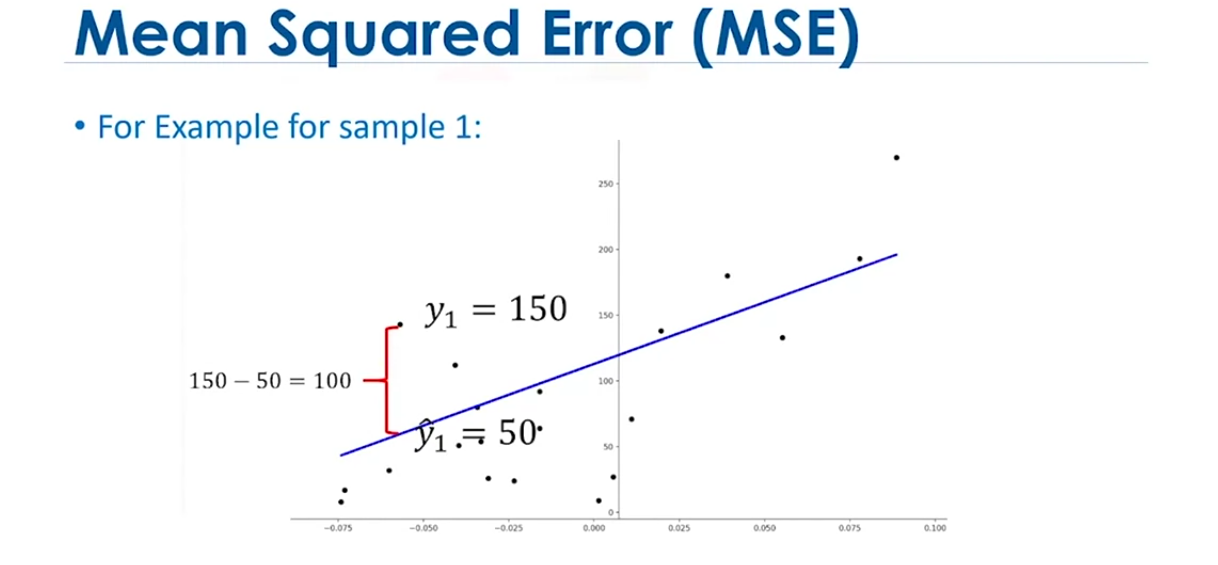 Mean Squared Error (MSE)
• For Example for sample 1:
250
200
y₁ = 150
150
150 − 50 = 100
100
ŷ₁ = 50
50
0
−0.075 −0.050 −0.025 0.000 0.025 0.050 0.075 0.100